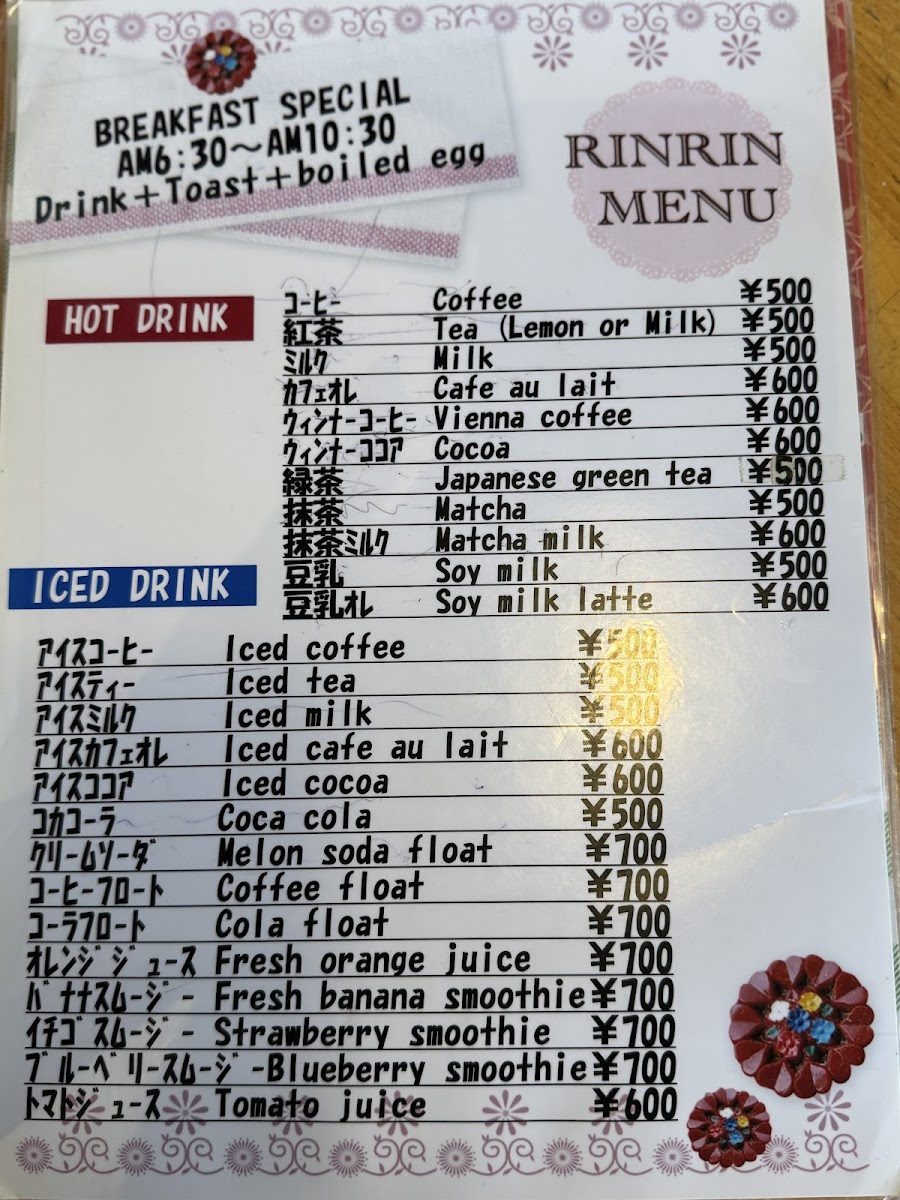 BREAKFAST SPECIAL
AM6:30~AM10:30
Drink+Toast+boiled egg
RINRIN
MENU
HOT DRINK
コーヒー Coffee ¥500
紅茶 Tea (Lemon or Milk) ¥500
ミルク Milk ¥500
カフェオレ Cafe au lait ¥600
ウィンナーコーヒー Vienna coffee ¥600
ウィンナーココア Cocoa ¥600
緑茶 Japanese green tea ¥500
抹茶 Matcha ¥500
抹茶ミルク Matcha milk ¥600
豆乳 Soy milk ¥500
豆乳オレ Soy milk latte ¥600
ICED DRINK
アイスコーヒー Iced coffee ¥500
アイスティー Iced tea ¥500
アイスミルク Iced milk ¥500
アイスカフェオレ Iced cafe au lait ¥600
アイスココア Iced cocoa ¥600
コカコーラ Coca cola ¥500
クリームソーダ Melon soda float ¥700
コーヒーフロート Coffee float ¥700
コーラフロート Cola float ¥700
オレンジジュース Fresh orange juice ¥700
バナナスムージー Fresh banana smoothie ¥700
イチゴスムージー Strawberry smoothie ¥700
ブルーベリースムージー Blueberry smoothie ¥700
トマトジュース Tomato juice ¥600